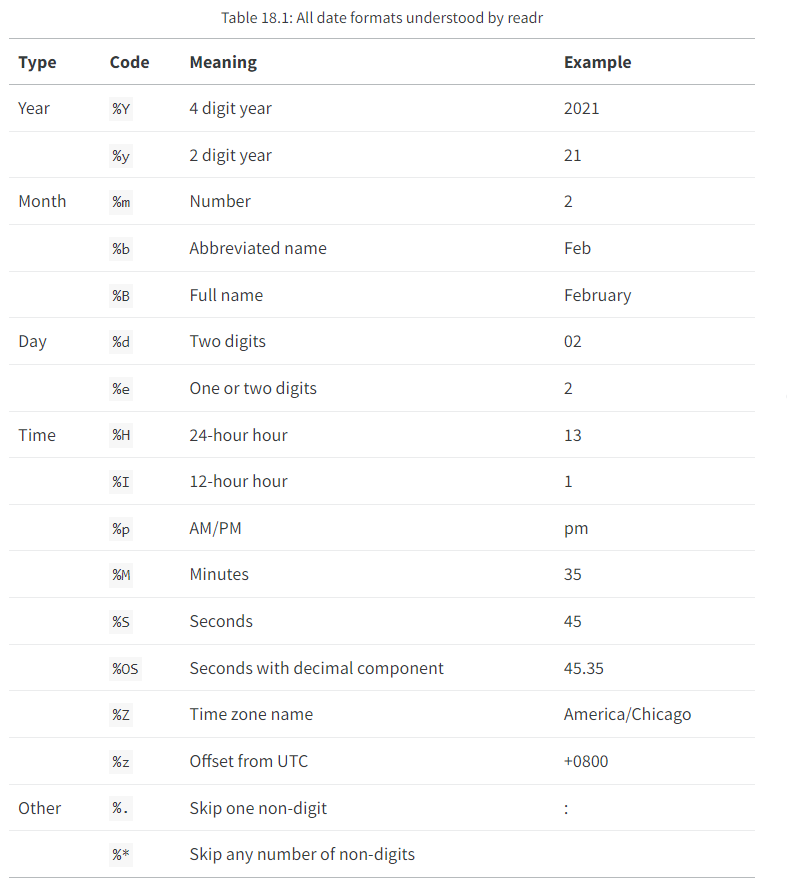 Table 18.1: All date formats understood by readr
Type Code Meaning Example
Year %Y 4 digit year 2021
%y 2 digit year 21
Month %m Number 2
%b Abbreviated name Feb
%B Full name February
Day %d Two digits 02
%e One or two digits 2
Time %H 24-hour hour 13
%I 12-hour hour 1
%p AM/PM pm
%M Minutes 35
%S Seconds 45
%OS Seconds with decimal component 45.35
%Z Time zone name America/Chicago
%z Offset from UTC +0800
Other %. Skip one non-digit :
%* Skip any number of non-digits